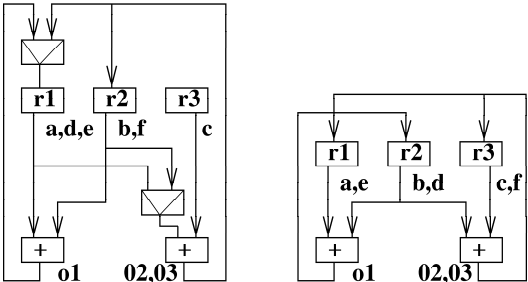 r1 r2 r3
a,d,e b,f c
+ +
o1 02,03
r1 r2 r3
a,e b,d c,f
+ +
o1 02,03